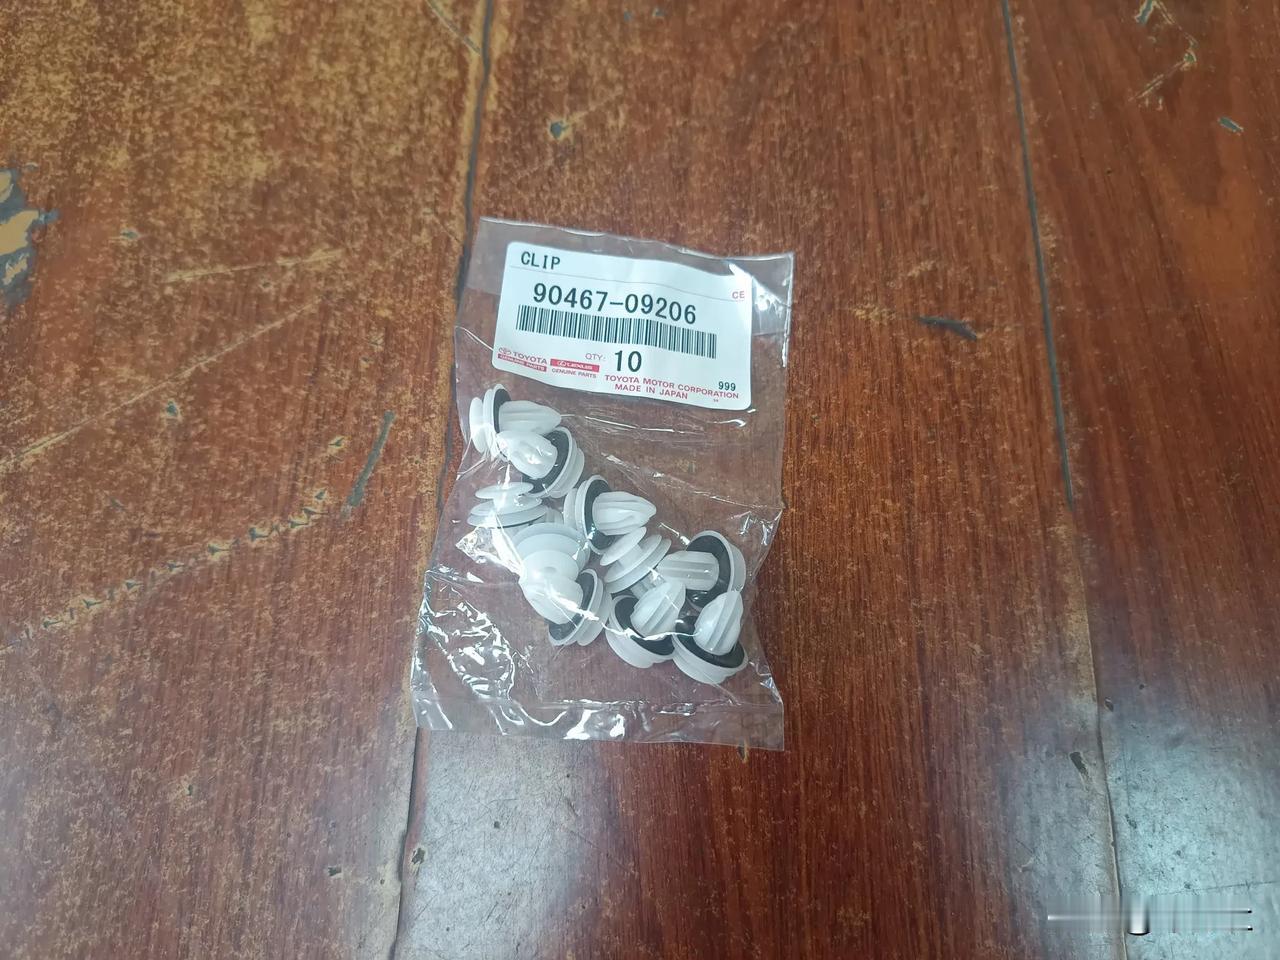 CLIP
CE
90467-09206
TOYOTA
GENUINE PARTS
LEXUS
GENUINE PARTS
QTY: 10
999
TOYOTA MOTOR CORPORATION
MADE IN JAPAN